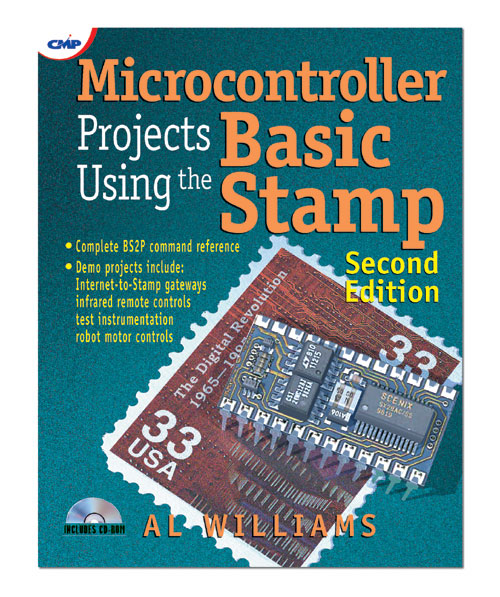 CMP
Microcontroller
Projects
Using the
Basic
Stamp
Second
Edition
• Complete BS2P command reference
• Demo projects include:
Internet-to-Stamp gateways
infrared remote controls
test instrumentation
robot motor controls
The Digital Revolution
33
USA
33
SCENIX
POLY
INCLUDES CD-ROM
AL WILLIAMS